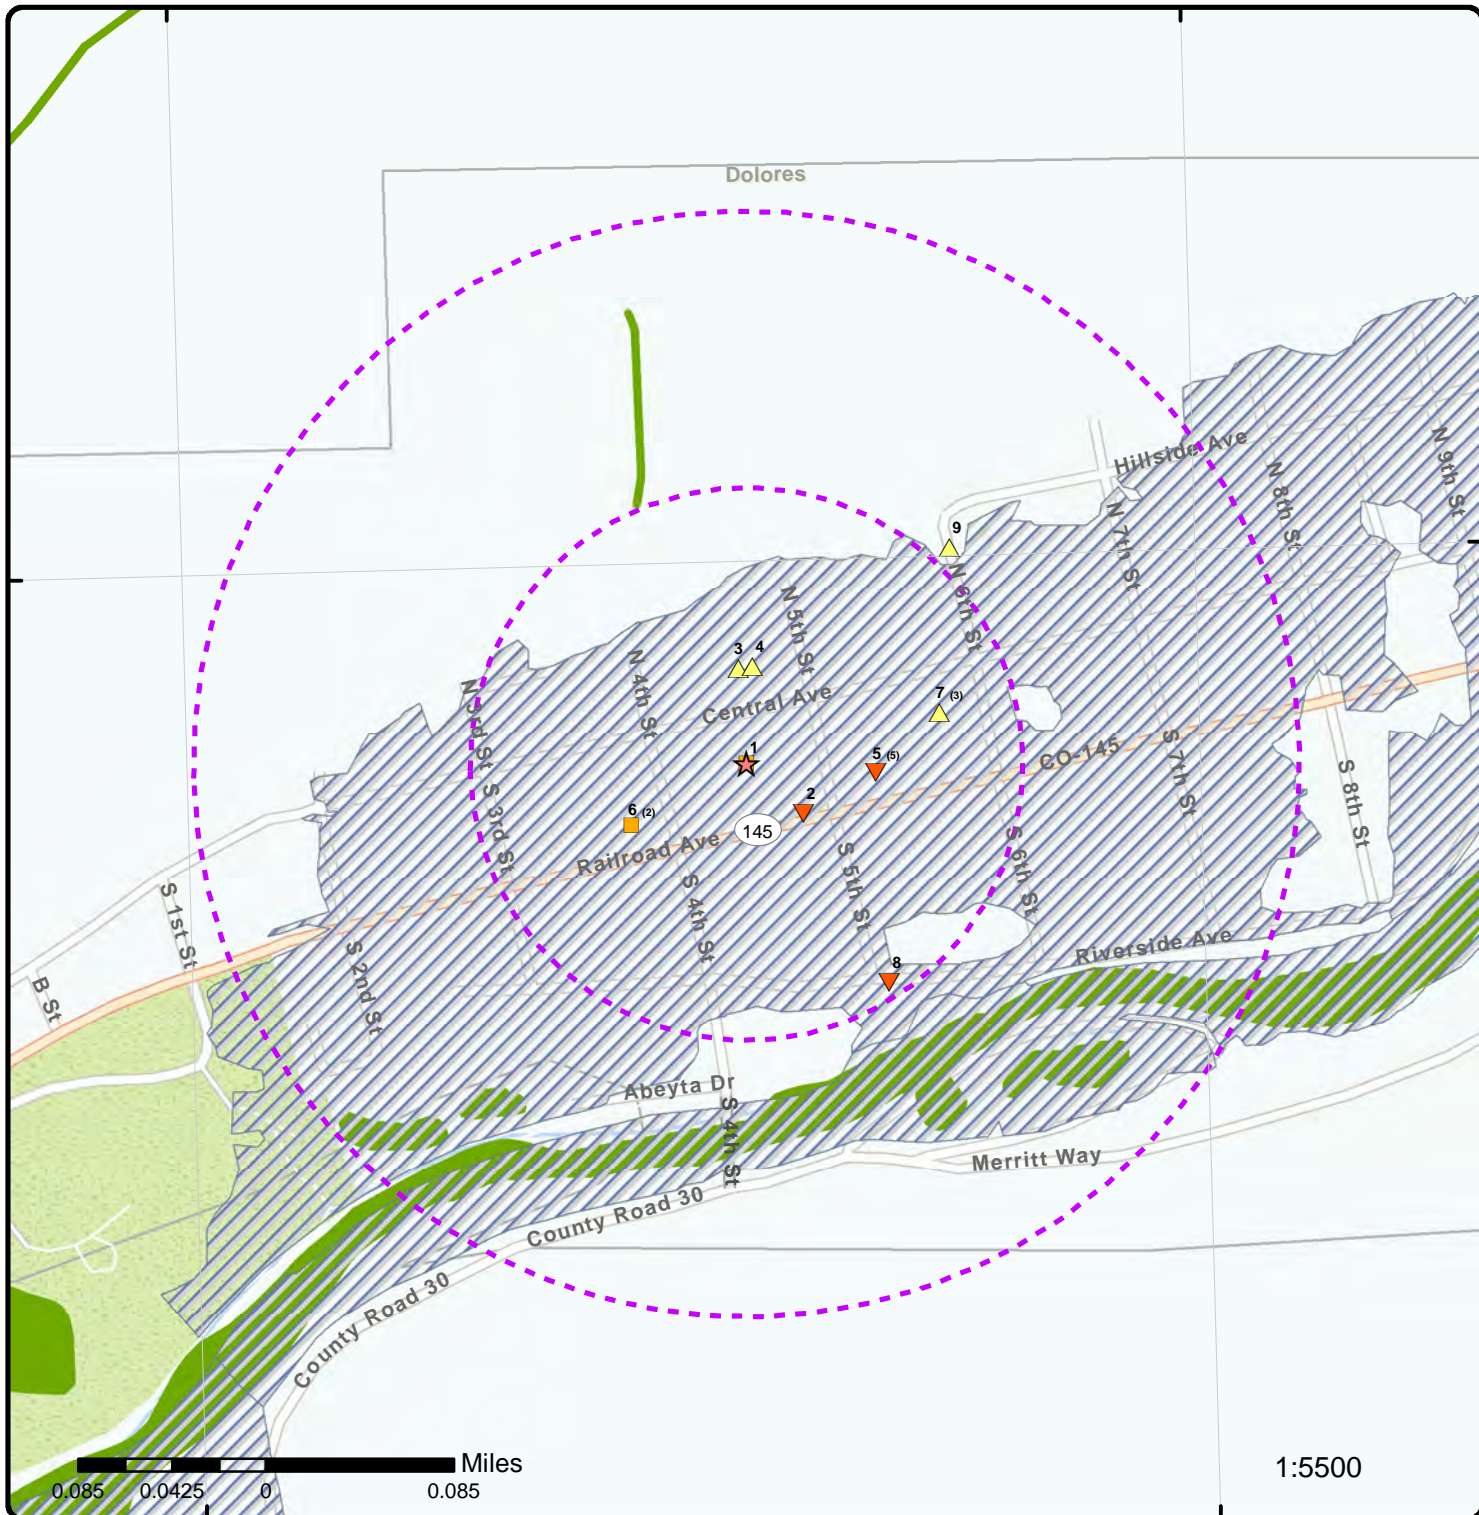 Dolores
Hillside Ave
N 9th St
N 8th St
N 7th St
9
N 6th St
N 5th St
3
4
N 4th St
Central Ave
7 (3)
N 3rd St
1
5 (5)
CO-145
S 7th St
S 8th St
2
6 (2)
145
Railroad Ave
S 3rd St
S 4th St
S 5th St
S 6th St
S 1st St
S 2nd St
B St
Riverside Ave
8
Abeyta Dr
S 4th St
Merritt Way
County Road 30
County Road 30
Miles
0.085 0.0425 0 0.085
1:5500